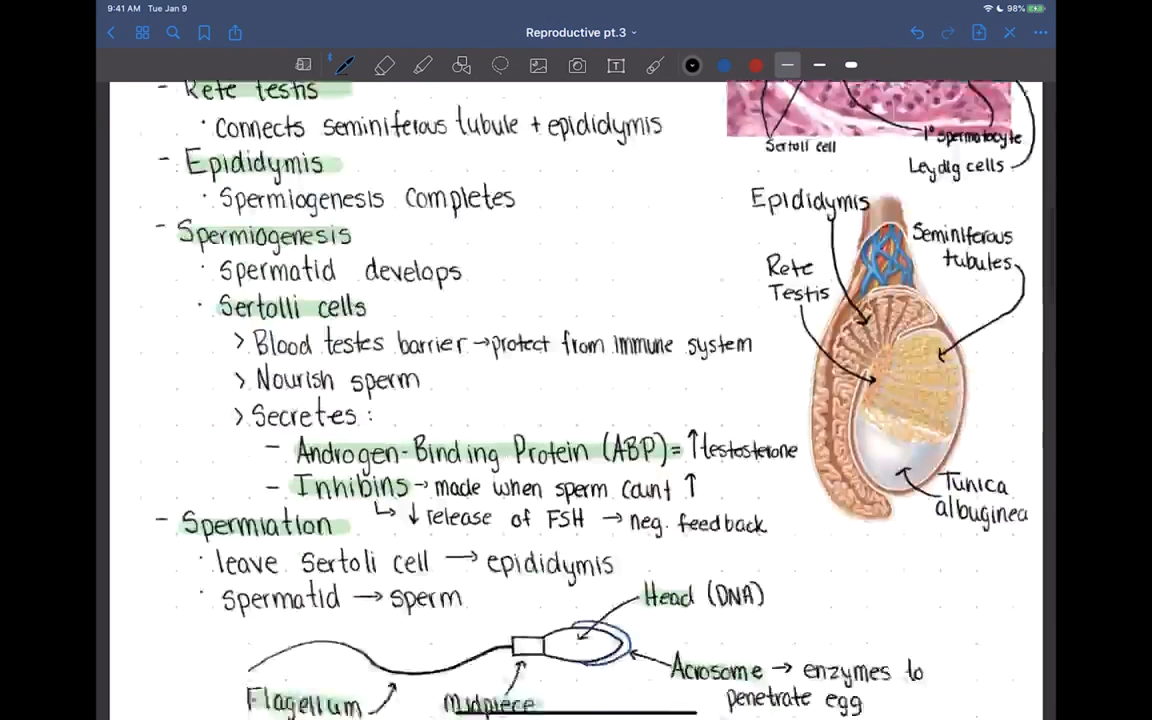 9:41 AM Tue Jan 9
98%
Reproductive pt.3
- Rete testis
· Connects seminiferous tubule + epididymis
- Epididymis
· Spermiogenesis completes
- Spermiogenesis
· Spermatid develops
· Sertolli cells
> Blood testes barrier → protect from immune system
> Nourish sperm
> Secretes :
- Androgen-Binding Protein (ABP) = ↑ testosterone
- Inhibins → made when sperm count ↑
↳ ↓ release of FSH → neg. feedback
- Spermiation
· leave Sertoli cell → epididymis
· spermatid → sperm
Head (DNA)
Acrosome → enzymes to
penetrate egg
Flagellum
Midpiece
Sertoli cell
1° spermatocyte
Leydig cells
Epididymis
Seminiferous
tubules
Rete
Testis
Tunica
albuginea